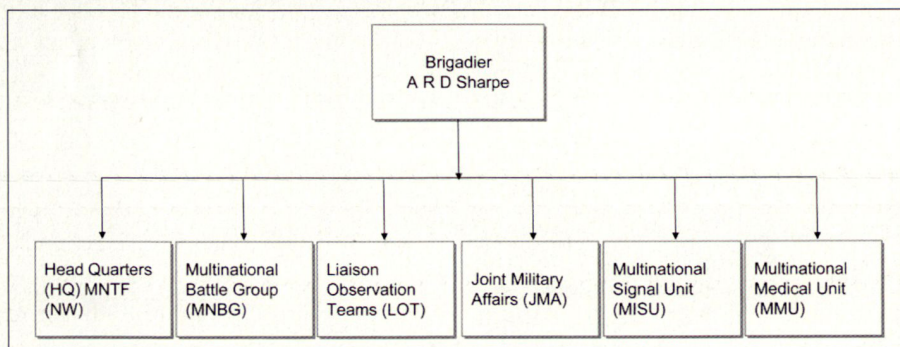 Brigadier
A R D Sharpe
Head Quarters
(HQ) MNTF
(NW)
Multinational
Battle Group
(MNBG)
Liaison
Observation
Teams (LOT)
Joint Military
Affairs (JMA)
Multinational
Signal Unit
(MISU)
Multinational
Medical Unit
(MMU)